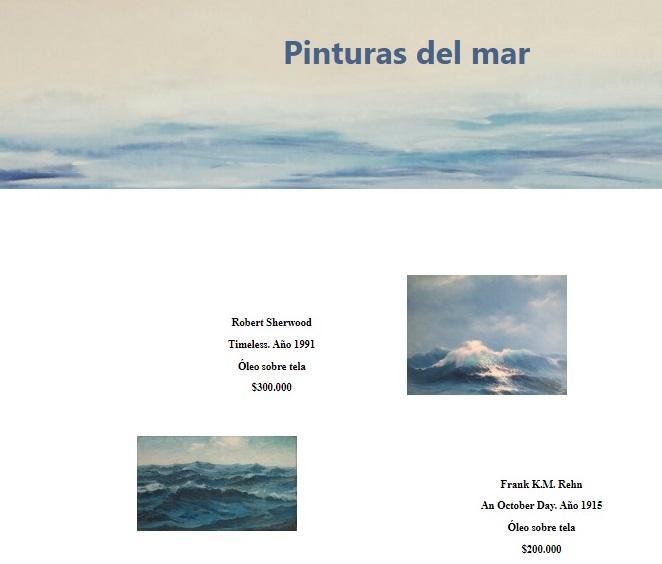 Pinturas del mar
Robert Sherwood
Timeless. Año 1991
Óleo sobre tela
$300.000
Frank K.M. Rehn
An October Day. Año 1915
Óleo sobre tela
$200.000